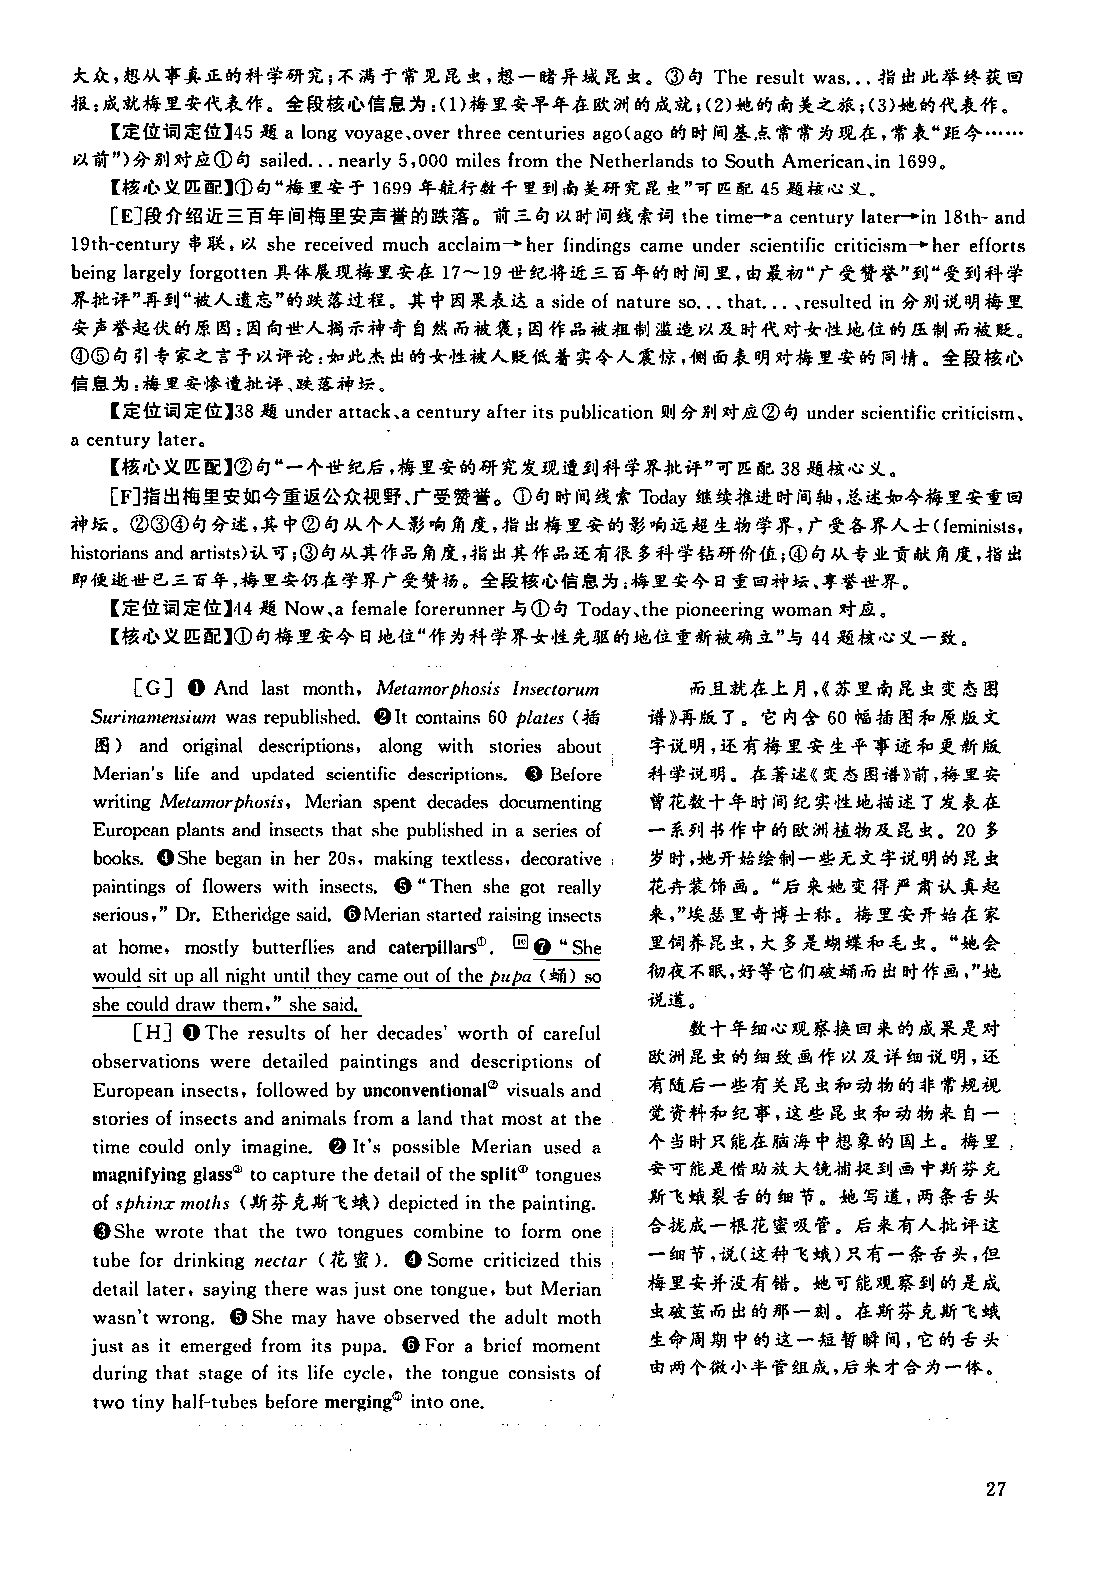 大众,想从事真正的科学研究;不满于常见昆虫,想一睹异域昆虫。③句 The result was... 指出此举终获回
报:成就梅里安代表作。全段核心信息为:(1)梅里安早年在欧洲的成就;(2)她的南美之旅;(3)她的代表作。
【定位词定位】45 题 a long voyage、over three centuries ago(ago 的时间基点常常为现在,常表“距今……
以前”)分别对应①句 sailed... nearly 5,000 miles from the Netherlands to South American、in 1699。
【核心义匹配】①句“梅里安于 1699 年航行数千里到南美研究昆虫”可匹配 45 题核心义。
[E]段介绍近三百年间梅里安声誉的跌落。前三句以时间线索词 the time→a century later→in 18th- and
19th-century 串联,以 she received much acclaim→her findings came under scientific criticism→her efforts
being largely forgotten 具体展现梅里安在 17～19 世纪将近三百年的时间里,由最初“广受赞誉”到“受到科学
界批评”再到“被人遗忘”的跌落过程。其中因果表达 a side of nature so... that...、resulted in 分别说明梅里
安声誉起伏的原因:因向世人揭示神奇自然而被褒;因作品被粗制滥造以及时代对女性地位的压制而被贬。
④⑤句引专家之言予以评论:如此杰出的女性被人贬低着实令人震惊,侧面表明对梅里安的同情。全段核心
信息为:梅里安惨遭批评、跌落神坛。
【定位词定位】38 题 under attack、a century after its publication 则分别对应②句 under scientific criticism、
a century later。
【核心义匹配】②句“一个世纪后,梅里安的研究发现遭到科学界批评”可匹配 38 题核心义。
[F]指出梅里安如今重返公众视野、广受赞誉。①句时间线索 Today 继续推进时间轴,总述如今梅里安重回
神坛。②③④句分述,其中②句从个人影响角度,指出梅里安的影响远超生物学界,广受各界人士(feminists,
historians and artists)认可;③句从其作品角度,指出其作品还有很多科学钻研价值;④句从专业贡献角度,指出
即便逝世已三百年,梅里安仍在学界广受赞扬。全段核心信息为:梅里安今日重回神坛、享誉世界。
【定位词定位】44 题 Now、a female forerunner 与①句 Today、the pioneering woman 对应。
【核心义匹配】①句梅里安今日地位“作为科学界女性先驱的地位重新被确立”与 44 题核心义一致。
[G] ❶ And last month, Metamorphosis Insectorum
Surinamensium was republished. ❷It contains 60 plates (插
图) and original descriptions, along with stories about
Merian's life and updated scientific descriptions. ❸ Before
writing Metamorphosis, Merian spent decades documenting
European plants and insects that she published in a series of
books. ❹She began in her 20s, making textless, decorative
paintings of flowers with insects. ❺“Then she got really
serious,” Dr. Etheridge said. ❻Merian started raising insects
at home, mostly butterflies and caterpillars①. ❼“She
would sit up all night until they came out of the pupa (蛹) so
she could draw them,” she said.
[H] ❶The results of her decades' worth of careful
observations were detailed paintings and descriptions of
European insects, followed by unconventional② visuals and
stories of insects and animals from a land that most at the
time could only imagine. ❷It's possible Merian used a
magnifying glass③ to capture the detail of the split④ tongues
of sphinx moths (斯芬克斯飞蛾) depicted in the painting.
❸She wrote that the two tongues combine to form one
tube for drinking nectar (花蜜). ❹Some criticized this
detail later, saying there was just one tongue, but Merian
wasn't wrong. ❺She may have observed the adult moth
just as it emerged from its pupa. ❻For a brief moment
during that stage of its life cycle, the tongue consists of
two tiny half-tubes before merging⑤ into one.
而且就在上月,《苏里南昆虫变态图
谱》再版了。它内含 60 幅插图和原版文
字说明,还有梅里安生平事迹和更新版
科学说明。在著述《变态图谱》前,梅里安
曾花数十年时间纪实性地描述了发表在
一系列书作中的欧洲植物及昆虫。20 多
岁时,她开始绘制一些无文字说明的昆虫
花卉装饰画。“后来她变得严肃认真起
来,”埃瑟里奇博士称。梅里安开始在家
里饲养昆虫,大多是蝴蝶和毛虫。“她会
彻夜不眠,好等它们破蛹而出时作画,”她
说道。
数十年细心观察换回来的成果是对
欧洲昆虫的细致画作以及详细说明,还
有随后一些有关昆虫和动物的非常规视
觉资料和纪事,这些昆虫和动物来自一
个当时只能在脑海中想象的国土。梅里
安可能是借助放大镜捕捉到画中斯芬克
斯飞蛾裂舌的细节。她写道,两条舌头
合拢成一根花蜜吸管。后来有人批评这
一细节,说(这种飞蛾)只有一条舌头,但
梅里安并没有错。她可能观察到的是成
虫破茧而出的那一刻。在斯芬克斯飞蛾
生命周期中的这一短暂瞬间,它的舌头
由两个微小半管组成,后来才合为一体。
27